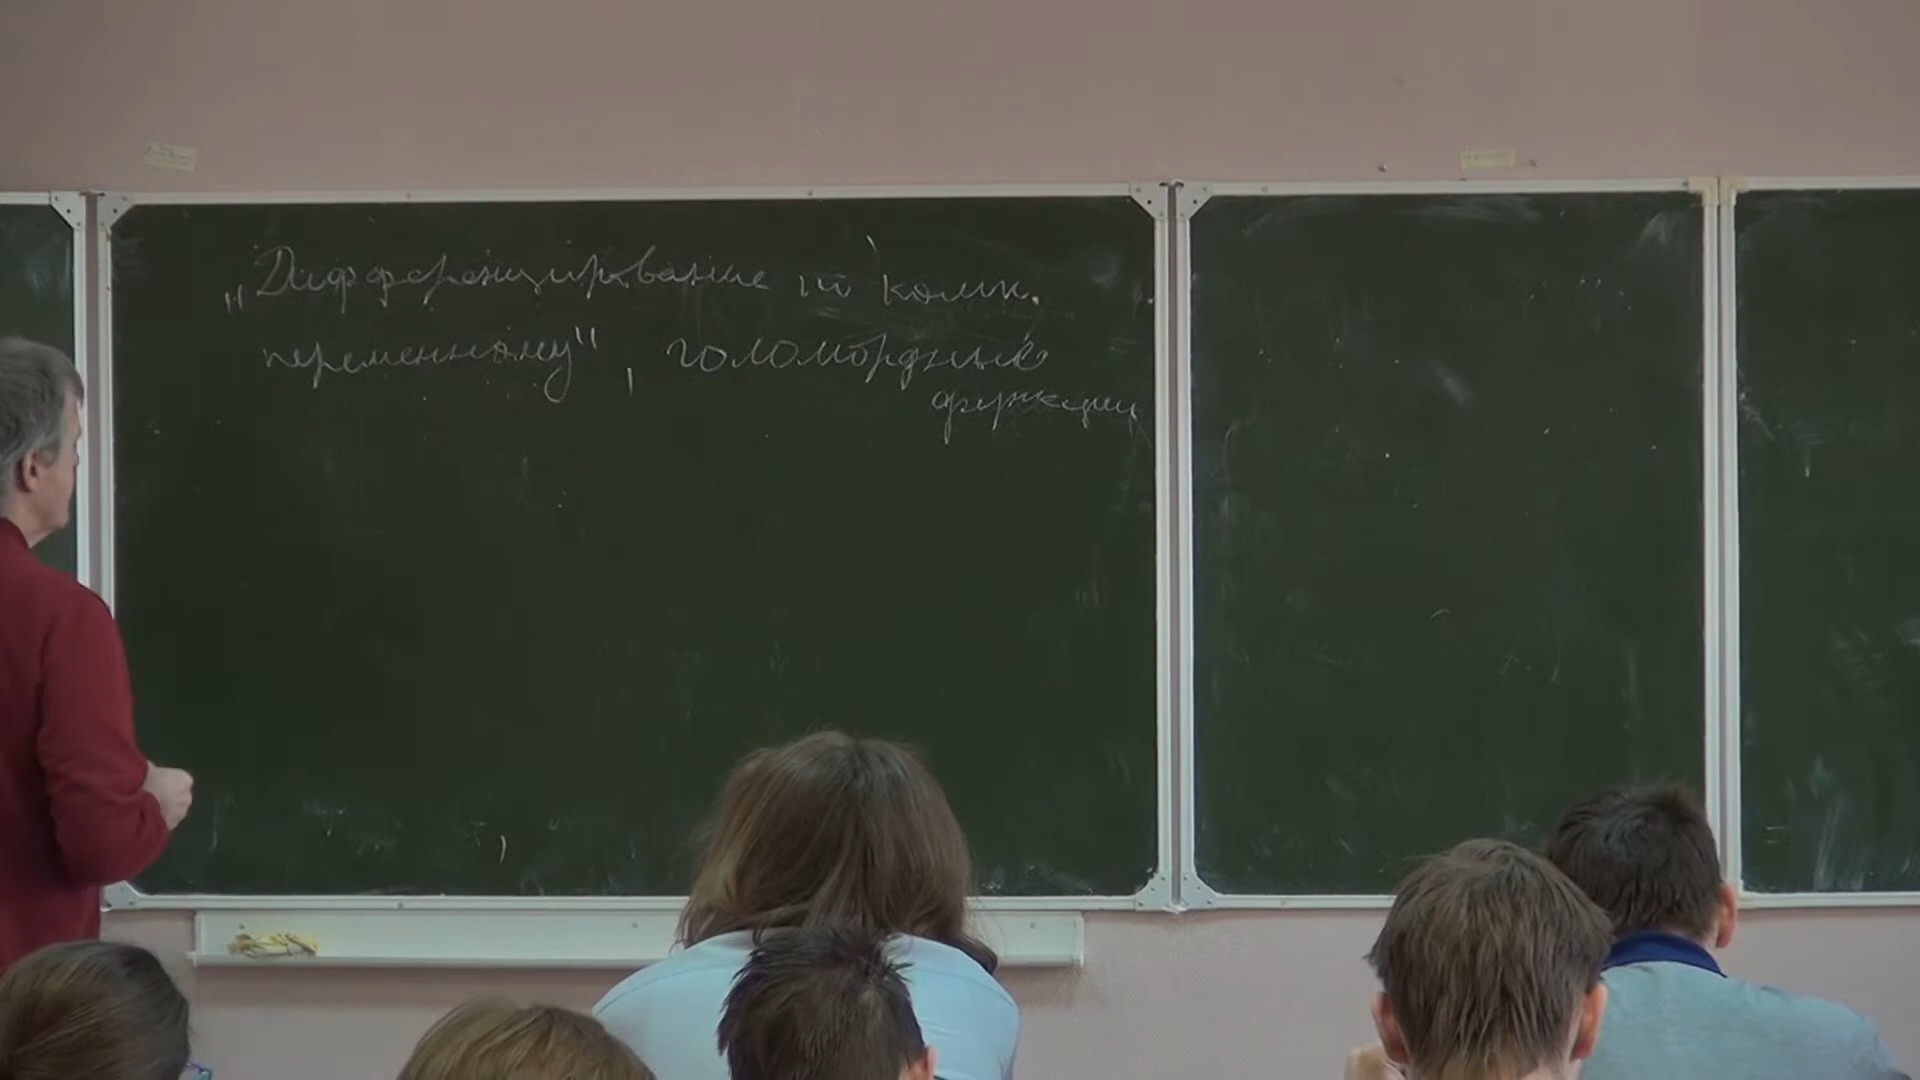 „Дифференцирование по компл.
переменному", голоморфные
функции